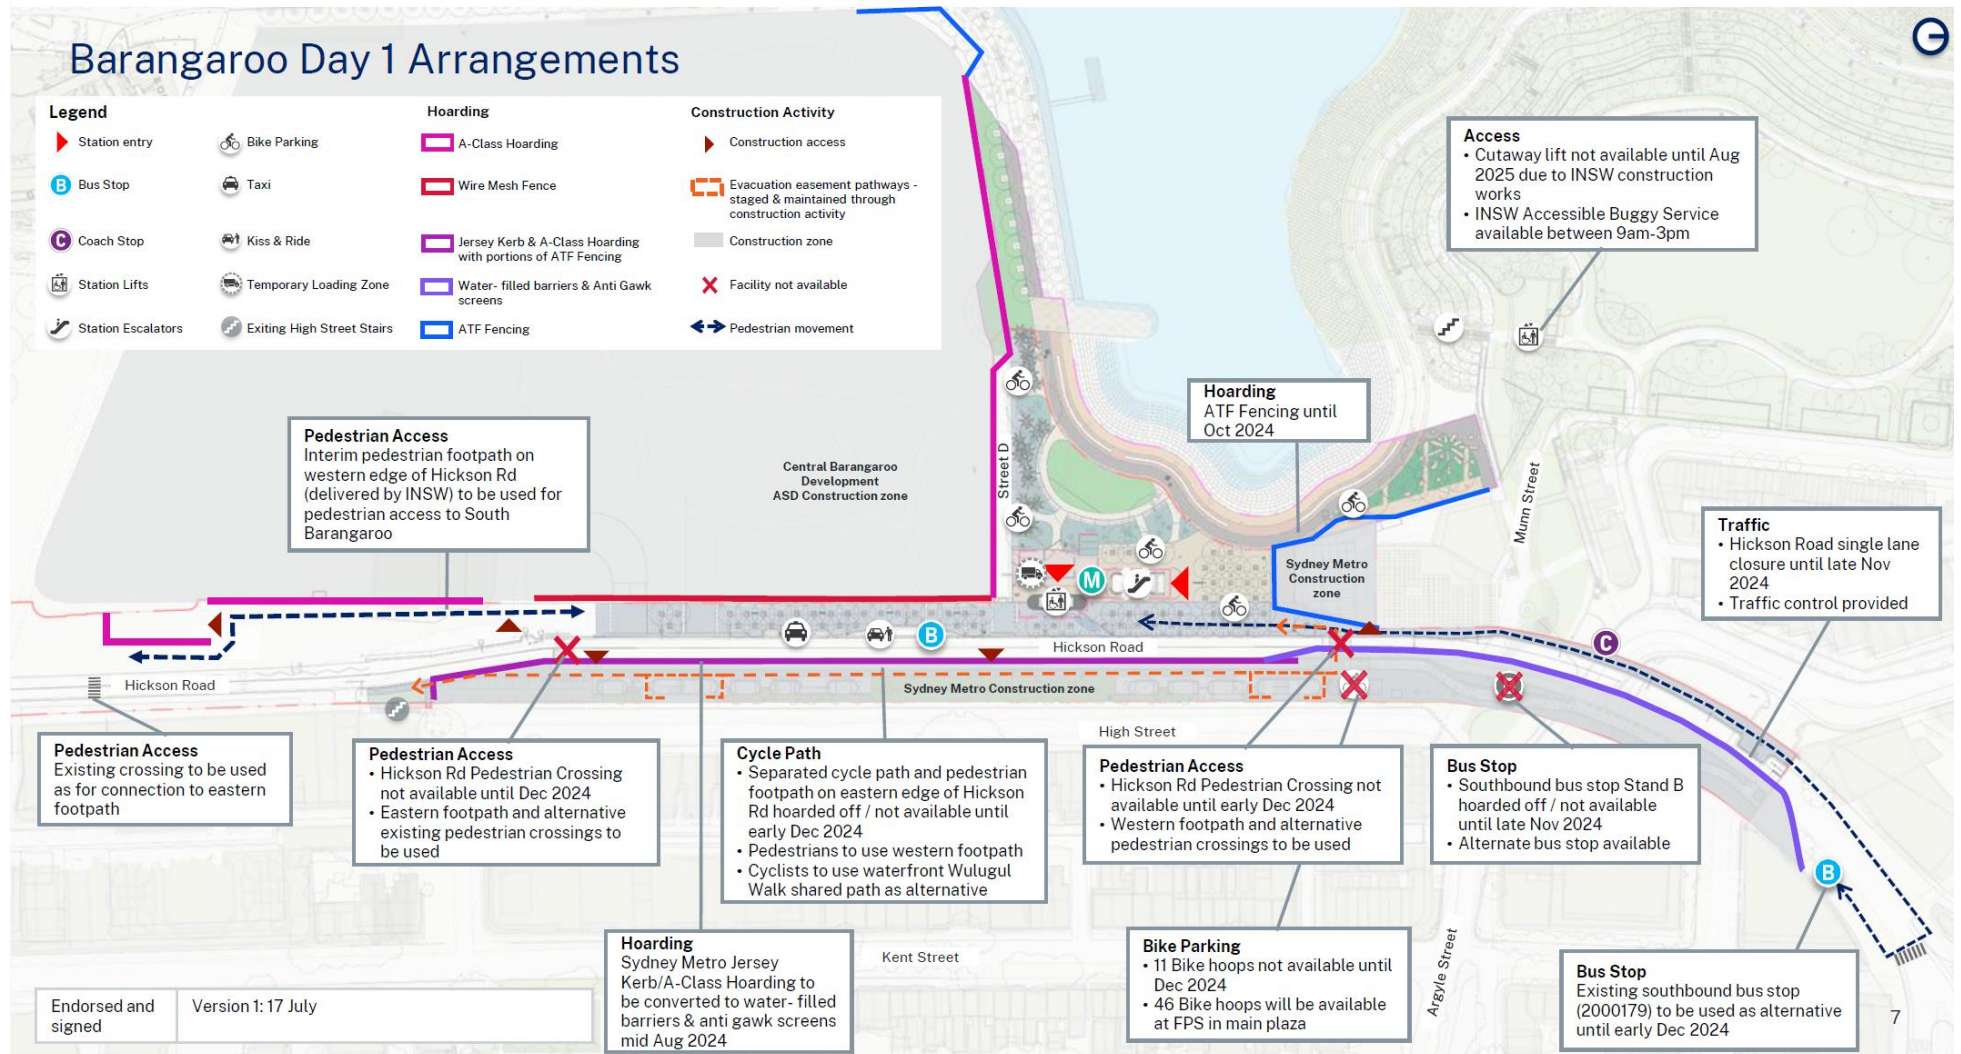 Barangaroo Day 1 Arrangements
Legend
Station entry
Bus Stop
Coach Stop
Station Lifts
Station Escalators
Bike Parking
Taxi
Kiss & Ride
Temporary Loading Zone
Exiting High Street Stairs
Hoarding
A-Class Hoarding
Wire Mesh Fence
Jersey Kerb & A-Class Hoarding
with portions of ATF Fencing
Water- filled barriers & Anti Gawk
screens
ATF Fencing
Construction Activity
Construction access
Evacuation easement pathways -
staged & maintained through
construction activity
Construction zone
Facility not available
Pedestrian movement
B
C
Access
• Cutaway lift not available until Aug
2025 due to INSW construction
works
• INSW Accessible Buggy Service
available between 9am-3pm
Hoarding
ATF Fencing until
Oct 2024
Pedestrian Access
Interim pedestrian footpath on
western edge of Hickson Rd
(delivered by INSW) to be used for
pedestrian access to South
Barangaroo
Central Barangaroo
Development
ASD Construction zone
Street D
Munn Street
Traffic
• Hickson Road single lane
closure until late Nov
2024
• Traffic control provided
Sydney Metro
Construction
zone
M
B
C
Hickson Road
Hickson Road
Sydney Metro Construction zone
High Street
Pedestrian Access
Existing crossing to be used
as for connection to eastern
footpath
Pedestrian Access
• Hickson Rd Pedestrian Crossing
not available until Dec 2024
• Eastern footpath and alternative
existing pedestrian crossings to
be used
Cycle Path
• Separated cycle path and pedestrian
footpath on eastern edge of Hickson
Rd hoarded off / not available until
early Dec 2024
• Pedestrians to use western footpath
• Cyclists to use waterfront Wulugul
Walk shared path as alternative
Pedestrian Access
• Hickson Rd Pedestrian Crossing not
available until early Dec 2024
• Western footpath and alternative
pedestrian crossings to be used
Bus Stop
• Southbound bus stop Stand B
hoarded off / not available
until late Nov 2024
• Alternate bus stop available
B
Hoarding
Sydney Metro Jersey
Kerb/A-Class Hoarding to
be converted to water- filled
barriers & anti gawk screens
mid Aug 2024
Kent Street
Bike Parking
• 11 Bike hoops not available until
Dec 2024
• 46 Bike hoops will be available
at FPS in main plaza
Argyle Street
Bus Stop
Existing southbound bus stop
(2000179) to be used as alternative
until early Dec 2024
Endorsed and
signed
Version 1: 17 July
7